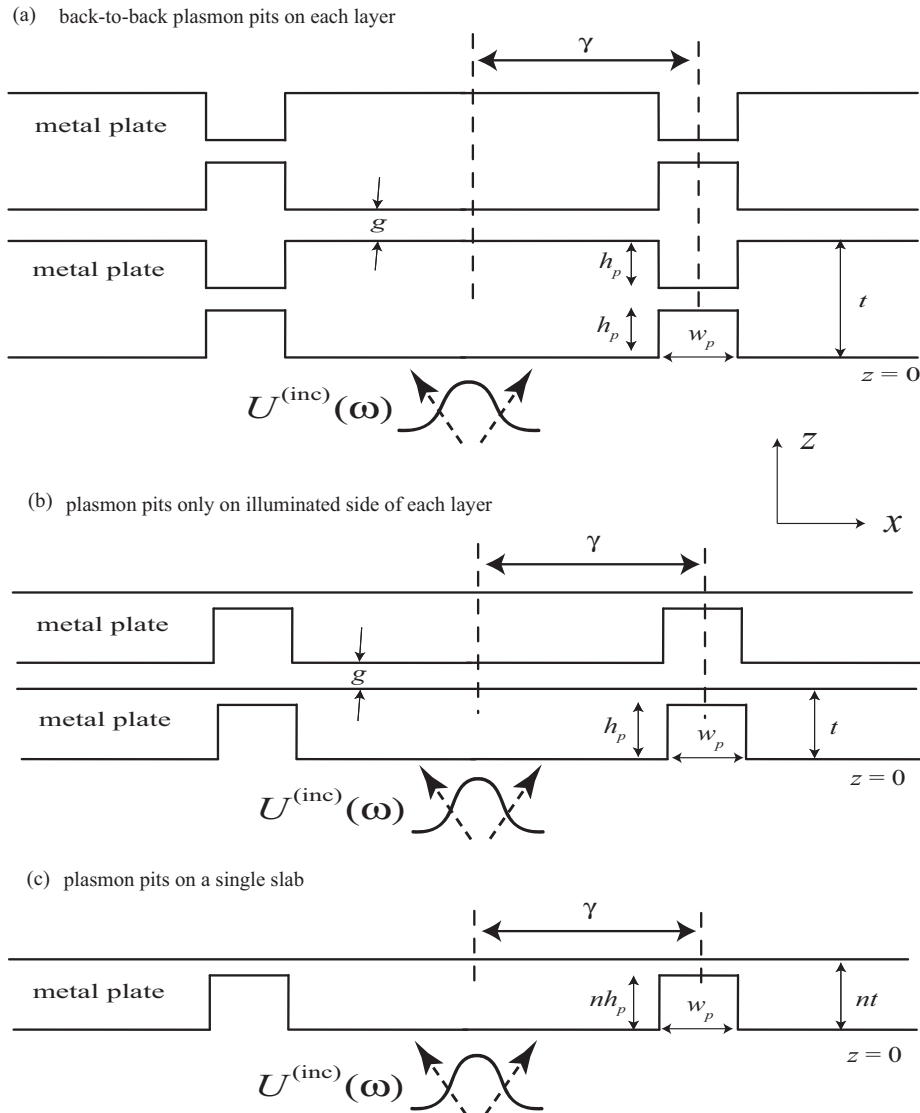 (a) back-to-back plasmon pits on each layer
γ
metal plate
g
metal plate
h_p
t
h_p
w_p
z = 0
U^(inc)(ω)
z
x
(b) plasmon pits only on illuminated side of each layer
γ
metal plate
g
metal plate
h_p
w_p
t
z = 0
U^(inc)(ω)
(c) plasmon pits on a single slab
γ
metal plate
nh_p
w_p
nt
z = 0
U^(inc)(ω)